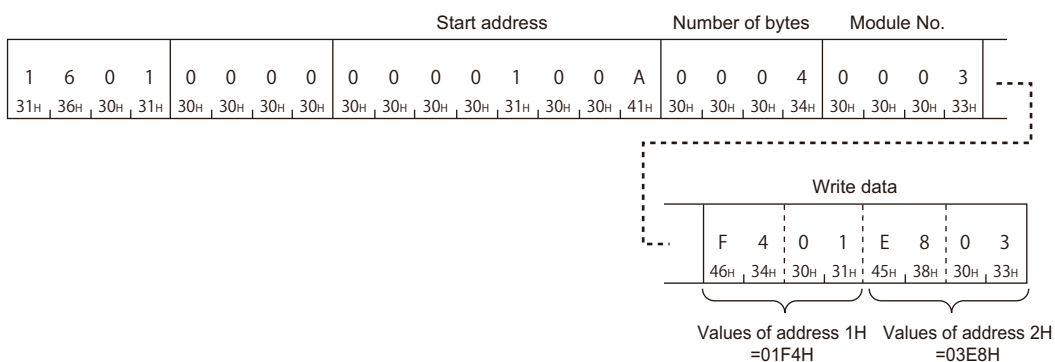 Start address Number of bytes Module No.
1 6 0 1 0 0 0 0 0 0 0 0 1 0 0 A 0 0 0 4 0 0 0 3
31H 36H 30H 31H 30H 30H 30H 30H 30H 30H 30H 30H 31H 30H 30H 41H 30H 30H 30H 34H 30H 30H 30H 33H
Write data
F 4 0 1 E 8 0 3
46H 34H 30H 31H 45H 38H 30H 33H
Values of address 1H Values of address 2H
=01F4H =03E8H